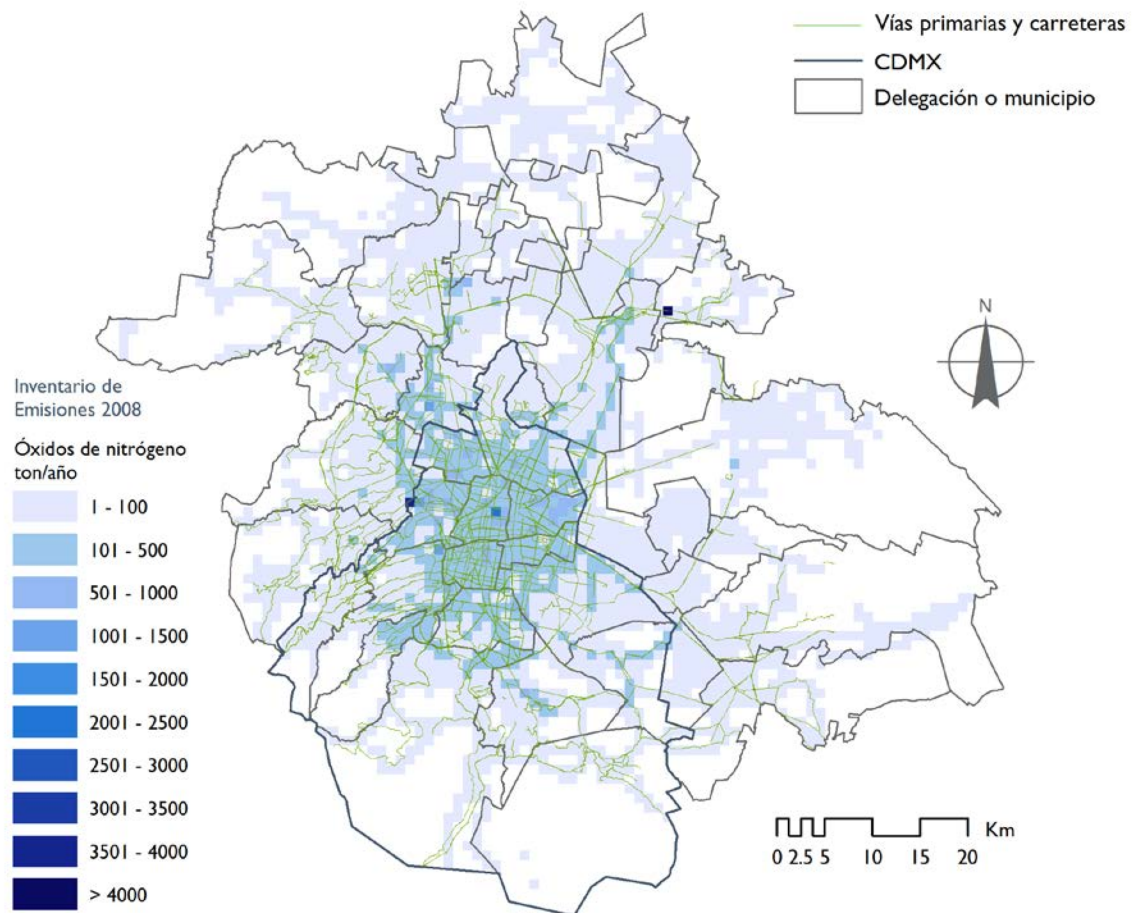 Vías primarias y carreteras
CDMX
Delegación o municipio
N
Inventario de
Emisiones 2008
Óxidos de nitrógeno
ton/año
1 - 100
101 - 500
501 - 1000
1001 - 1500
1501 - 2000
2001 - 2500
2501 - 3000
3001 - 3500
3501 - 4000
> 4000
Km
0 2.5 5 10 15 20